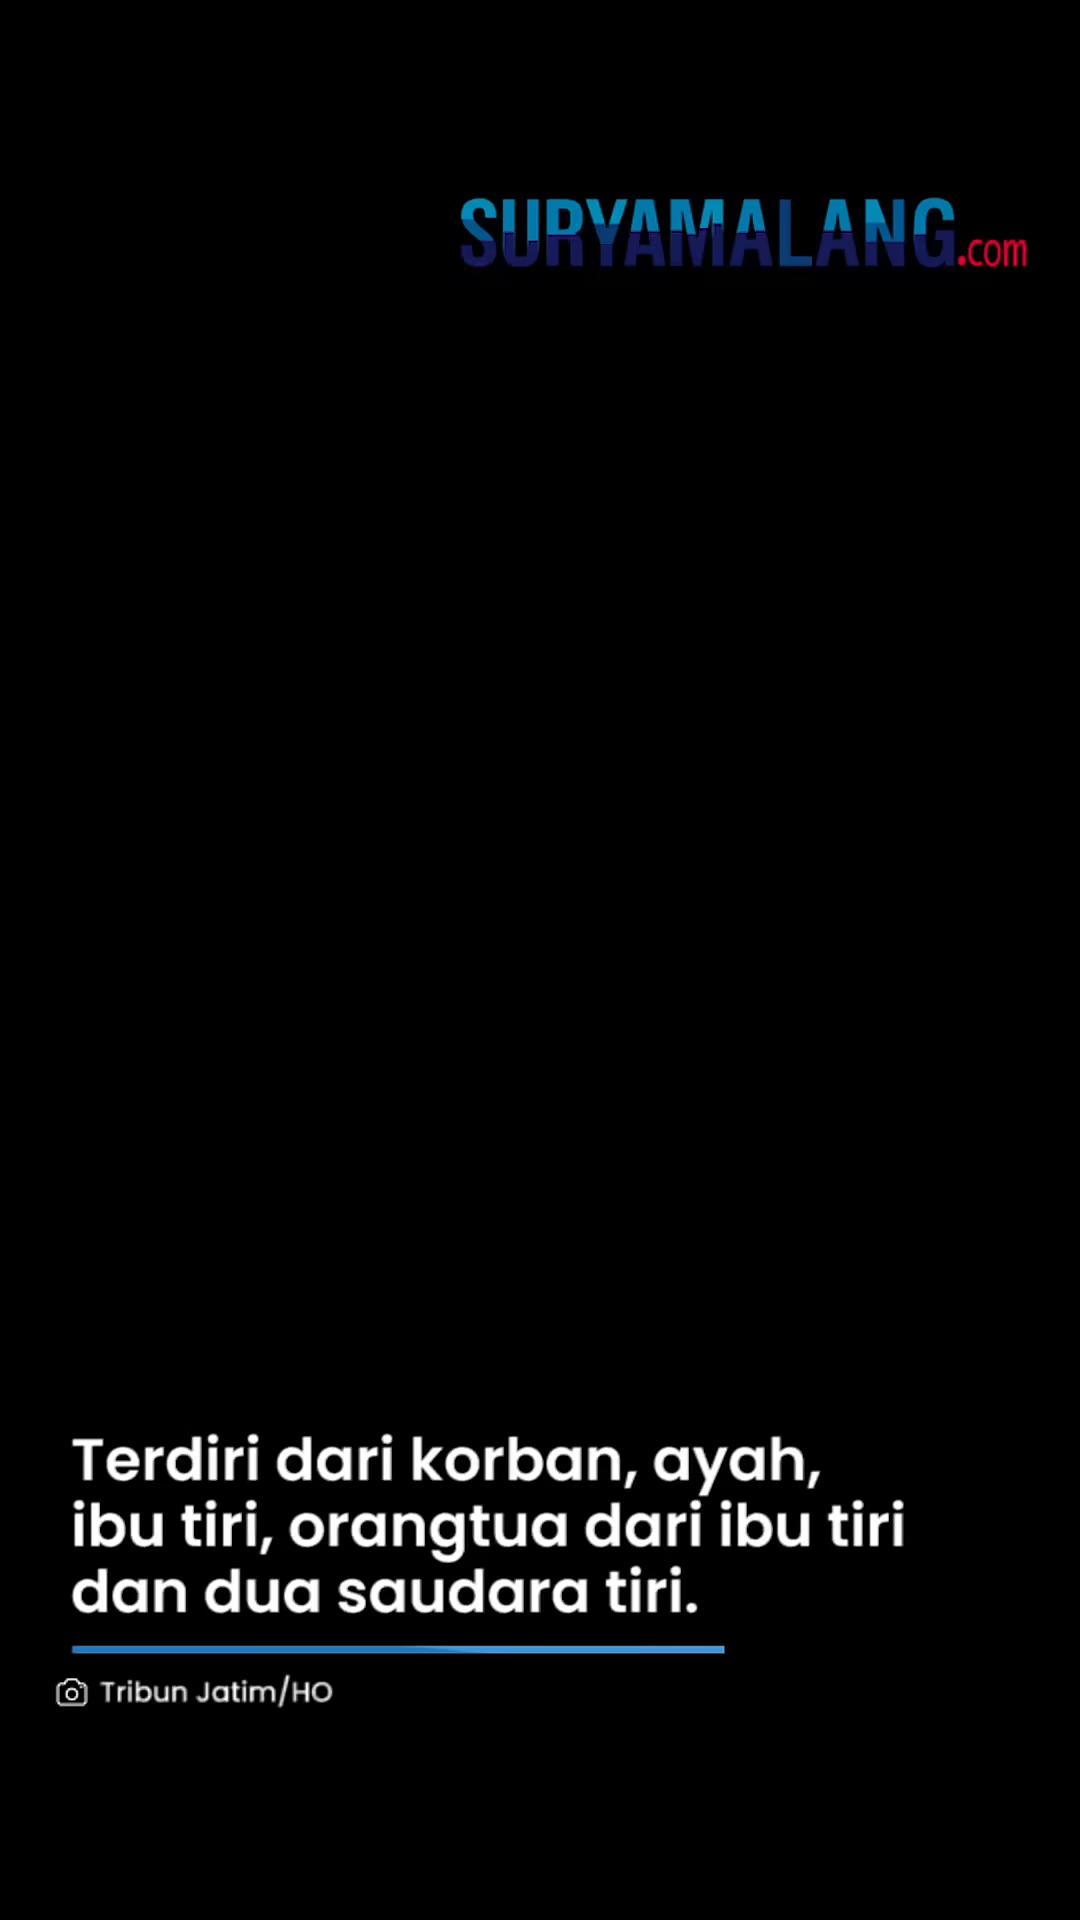 SURYAMALANG.com
Terdiri dari korban, ayah,
ibu tiri, orangtua dari ibu tiri
dan dua saudara tiri.
Tribun Jatim/HO